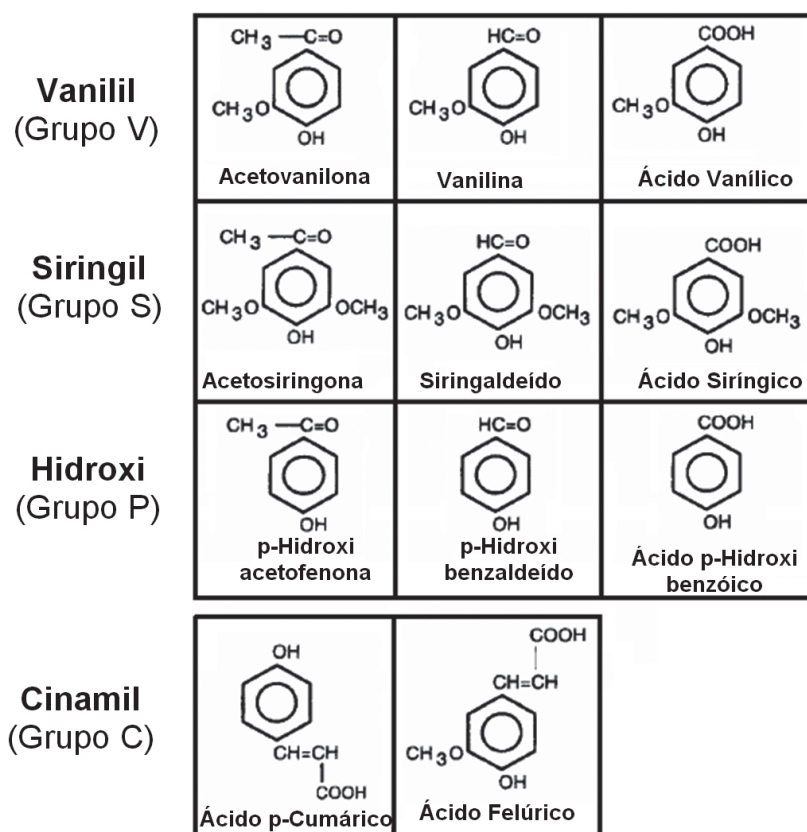 Vanilil
(Grupo V)
CH3 C=O
CH3O
OH
Acetovanilona
HC=O
CH3O
OH
Vanilina
COOH
CH3O
OH
Ácido Vanílico
Siringil
(Grupo S)
CH3 C=O
CH3O OCH3
OH
Acetosiringona
HC=O
CH3O OCH3
OH
Siringaldeído
COOH
CH3O OCH3
OH
Ácido Siríngico
Hidroxi
(Grupo P)
CH3 C=O
OH
p-Hidroxi
acetofenona
HC=O
OH
p-Hidroxi
benzaldeído
COOH
OH
Ácido p-Hidroxi
benzóico
Cinamil
(Grupo C)
OH
CH=CH
COOH
Ácido p-Cumárico
COOH
CH=CH
CH3O
OH
Ácido Felúrico